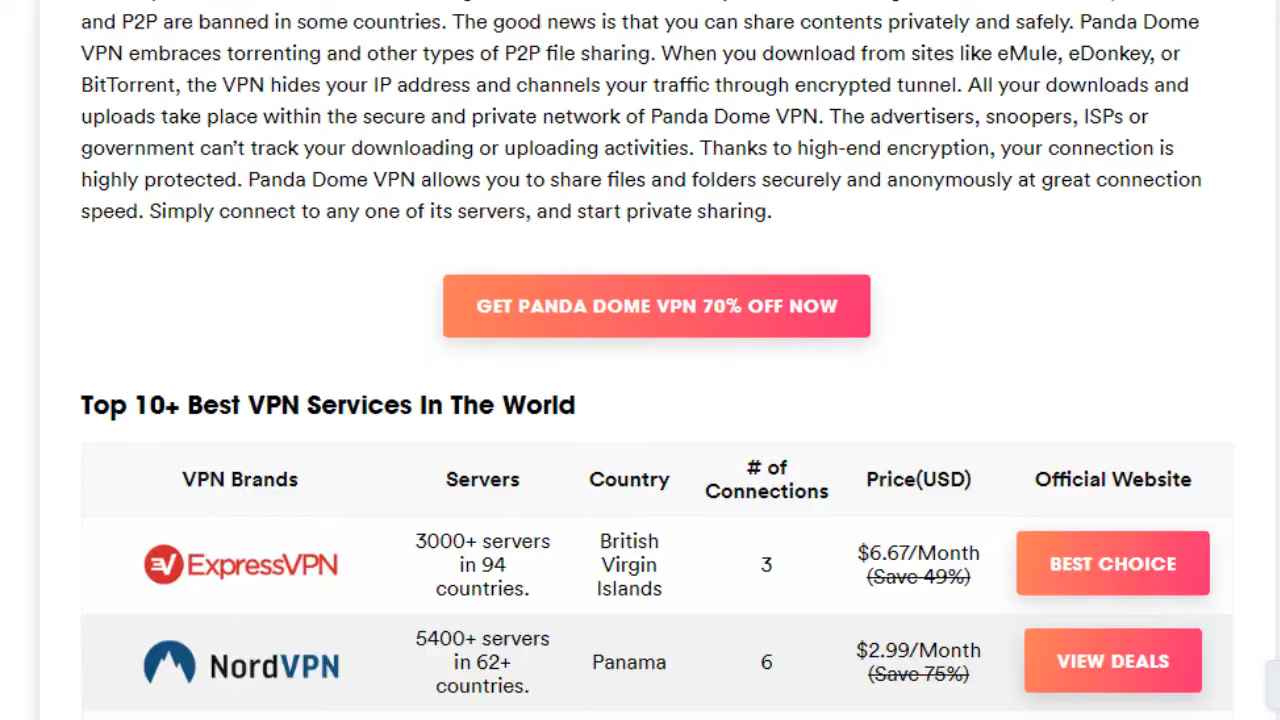 and P2P are banned in some countries. The good news is that you can share contents privately and safely. Panda Dome
VPN embraces torrenting and other types of P2P file sharing. When you download from sites like eMule, eDonkey, or
BitTorrent, the VPN hides your IP address and channels your traffic through encrypted tunnel. All your downloads and
uploads take place within the secure and private network of Panda Dome VPN. The advertisers, snoopers, ISPs or
government can’t track your downloading or uploading activities. Thanks to high-end encryption, your connection is
highly protected. Panda Dome VPN allows you to share files and folders securely and anonymously at great connection
speed. Simply connect to any one of its servers, and start private sharing.
GET PANDA DOME VPN 70% OFF NOW
Top 10+ Best VPN Services In The World
VPN Brands Servers Country # of Connections Price(USD) Official Website
ExpressVPN 3000+ servers in 94 countries. British Virgin Islands 3 $6.67/Month (Save 49%) BEST CHOICE
NordVPN 5400+ servers in 62+ countries. Panama 6 $2.99/Month (Save 75%) VIEW DEALS